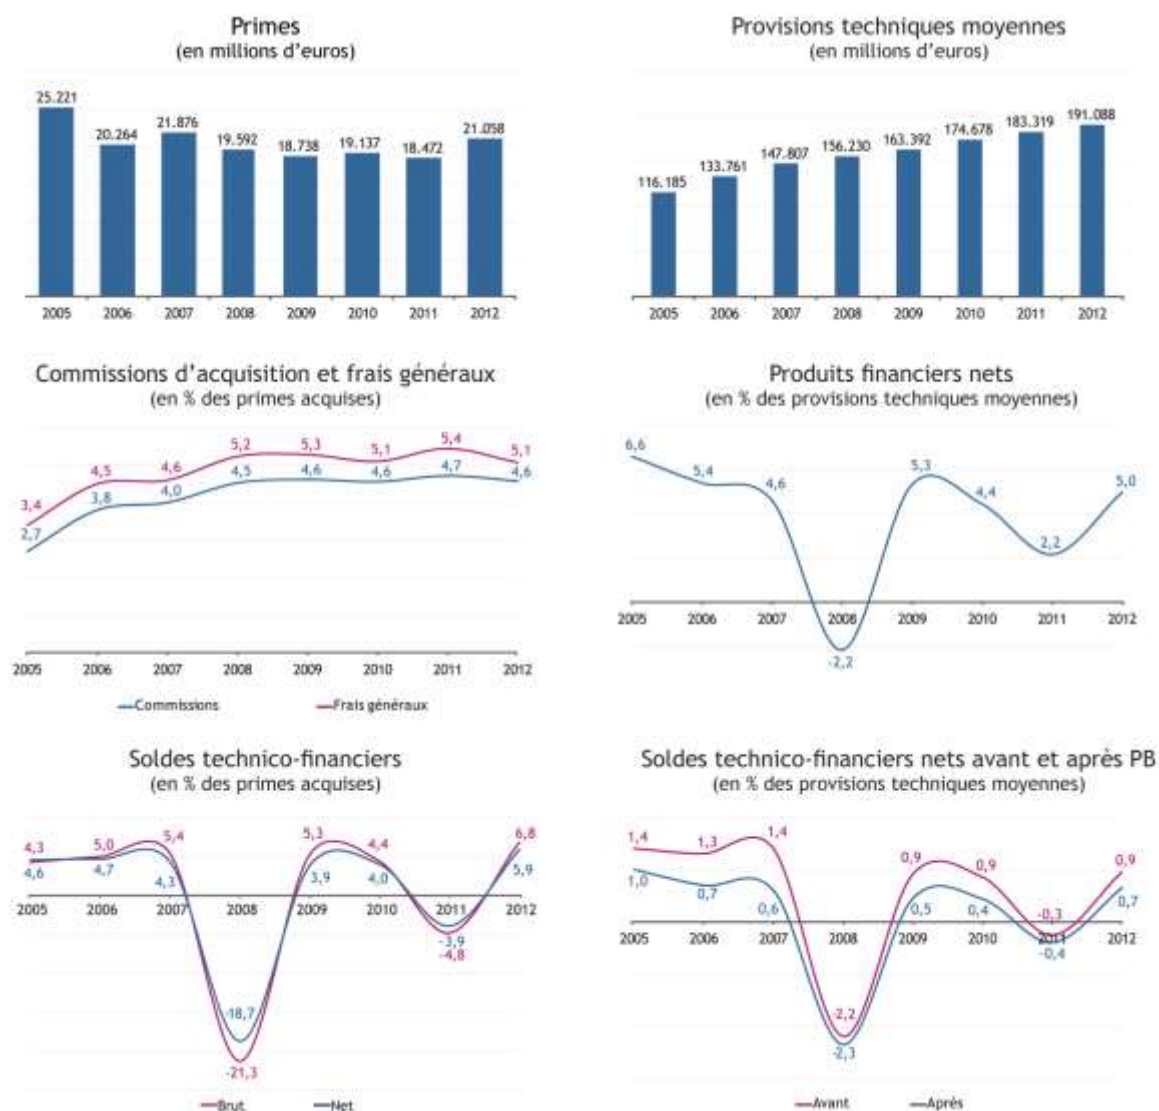 Primes
(en millions d’euros)
25.221
20.264
21.876
19.592
18.738
19.137
18.472
21.058
2005 2006 2007 2008 2009 2010 2011 2012
Provisions techniques moyennes
(en millions d’euros)
116.185
133.761
147.807
156.230
163.392
174.678
183.319
191.088
2005 2006 2007 2008 2009 2010 2011 2012
Commissions d’acquisition et frais généraux
(en % des primes acquises)
3,4 4,5 4,6 5,2 5,3 5,1 5,4 5,1
2,7 3,8 4,0 4,5 4,6 4,6 4,7 4,6
2005 2006 2007 2008 2009 2010 2011 2012
Commissions Frais généraux
Produits financiers nets
(en % des provisions techniques moyennes)
6,6 5,4 4,6 -2,2 5,3 4,4 2,2 5,0
2005 2006 2007 2008 2009 2010 2011 2012
Soldes technico-financiers
(en % des primes acquises)
4,3 5,0 5,4 -21,3 5,3 4,4 -4,8 6,8
4,6 4,7 4,3 -18,7 3,9 4,0 -3,9 5,9
2005 2006 2007 2008 2009 2010 2011 2012
Brut Net
Soldes technico-financiers nets avant et après PB
(en % des provisions techniques moyennes)
1,4 1,3 1,4 -2,2 0,9 0,9 -0,3 0,9
1,0 0,7 0,6 -2,3 0,5 0,4 -0,4 0,7
2005 2006 2007 2008 2009 2010 2011 2012
Avant Après